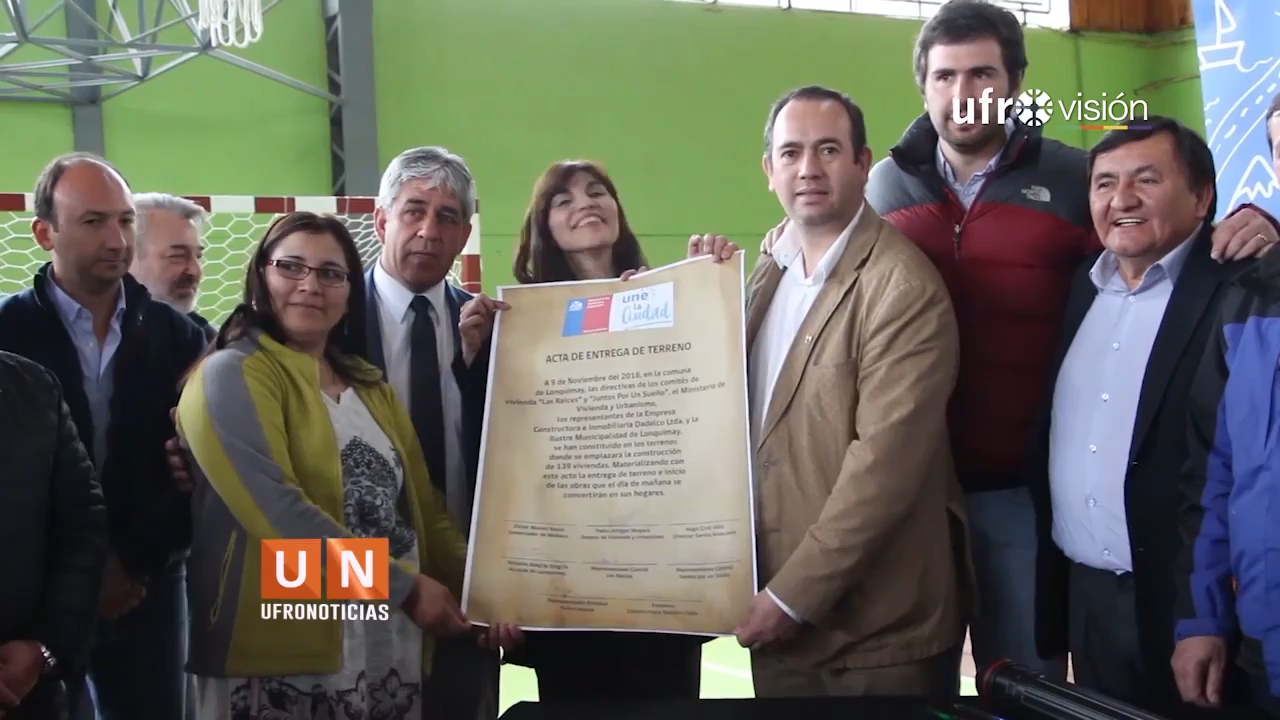 ufro visión
THE
NORTH
FACE
une
la
Ciudad
ACTA DE ENTREGA DE TERRENO
A 9 de Noviembre del 2018, en la comuna
de Lonquimay, las directivas de los comités de
vivienda "Las Raíces" y "Juntos Por Un Sueño", el Ministerio de
Vivienda y Urbanismo,
los representantes de la Empresa
Constructora e Inmobiliaria Dadalco Ltda. y la
Ilustre Municipalidad de Lonquimay,
se han constituido en los terrenos
donde se emplazará la construcción
de 139 viviendas. Materializando con
este acto la entrega de terreno e inicio
de las obras que el día de mañana se
convertirán en sus hogares.
UN
UFRONOTICIAS